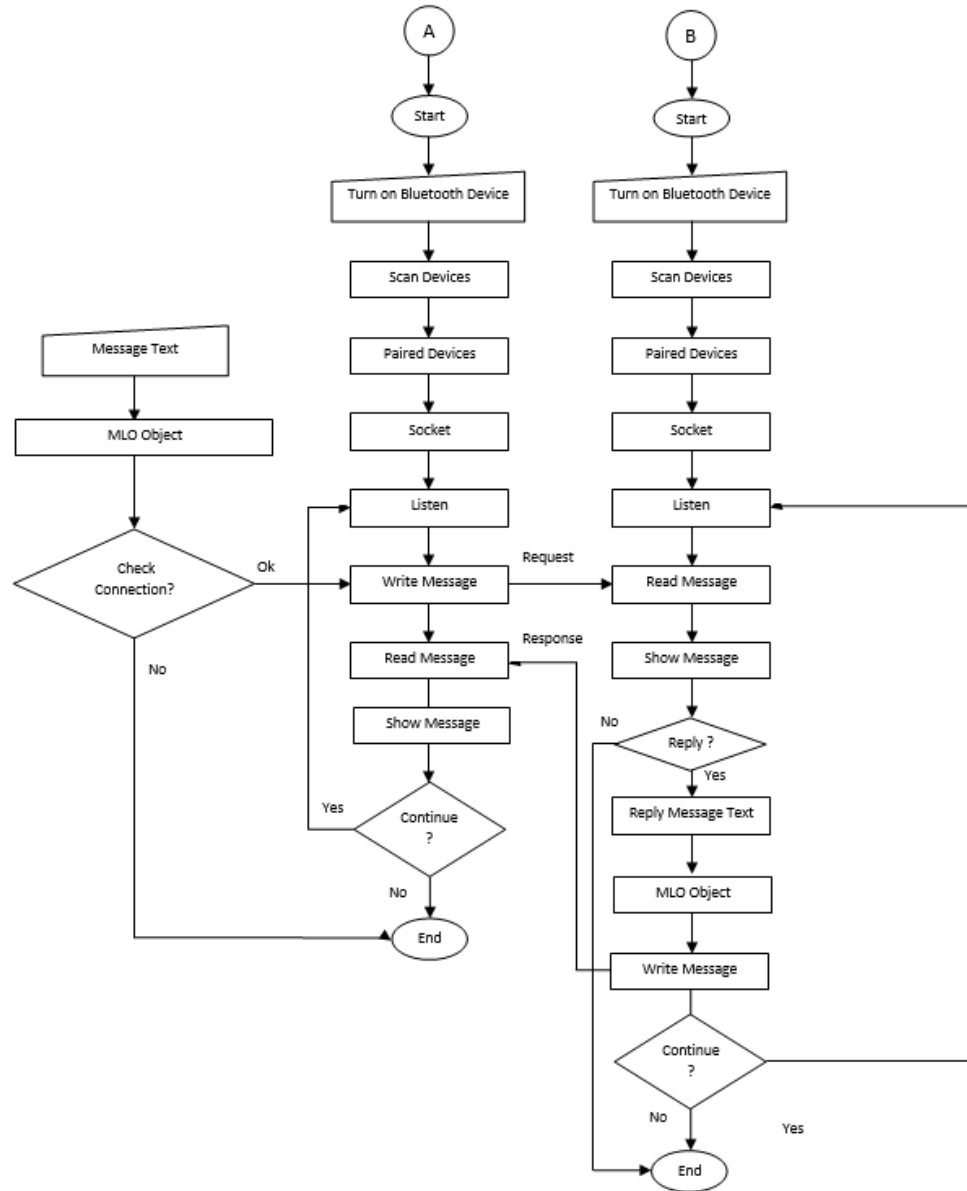 A
B
Start
Start
Turn on Bluetooth Device
Turn on Bluetooth Device
Scan Devices
Scan Devices
Message Text
Paired Devices
Paired Devices
MLO Object
Socket
Socket
Listen
Listen
Check
Connection?
Ok
Write Message
Request
Read Message
No
Read Message
Response
Show Message
Show Message
No
Reply ?
Yes
Yes
Continue
?
Reply Message Text
No
MLO Object
End
Write Message
Continue
?
No
Yes
End